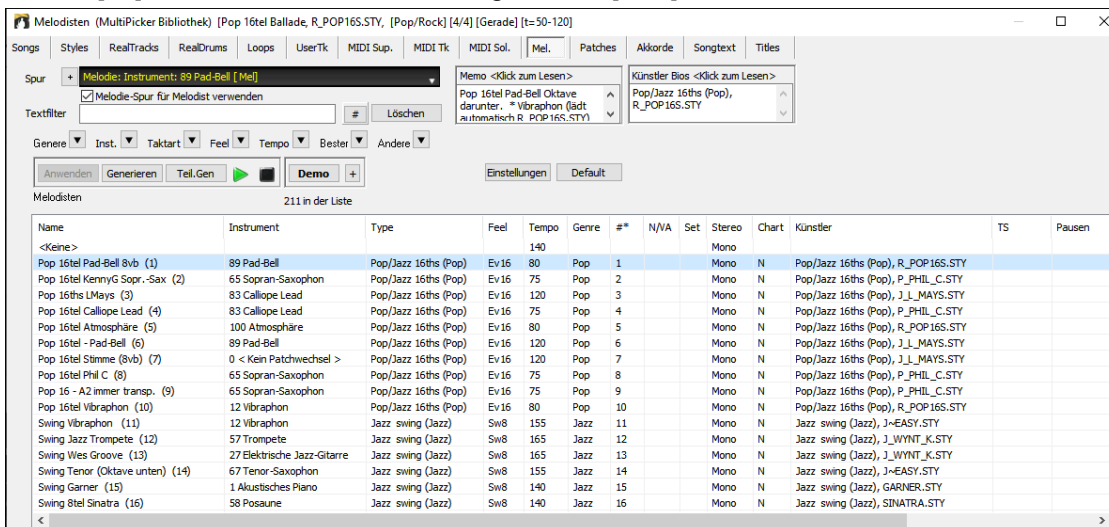 Melodisten (MultiPicker Bibliothek) [Pop 16tel Ballade, R_POP16S.STY, [Pop/Rock] [4/4] [Gerade] [t=50-120]
Songs Styles RealTracks RealDrums Loops UserTk MIDI Sup. MIDI Tk MIDI Sol. Mel. Patches Akkorde Songtext Titles
Spur + Melodie: Instrument: 89 Pad-Bell [ Mel] Memo <Klick zum Lesen> Künstler Bios <Klick zum Lesen>
Melodie-Spur für Melodist verwenden Pop 16tel Pad-Bell Oktave Pop/Jazz 16ths (Pop),
darunter. * Vibraphon (lädt R_POP16S.STY
Textfilter # Löschen automatisch R_POP16S.STY)
Genere Inst. Taktart Feel Tempo Bester Andere
Anwenden Generieren Teil.Gen Demo + Einstellungen Default
Melodisten 211 in der Liste
Name Instrument Type Feel Tempo Genre #* N/VA Set Stereo Chart Künstler TS Pausen
<Keine> 140 Mono
Pop 16tel Pad-Bell 8vb (1) 89 Pad-Bell Pop/Jazz 16ths (Pop) Ev16 80 Pop 1 Mono N Pop/Jazz 16ths (Pop), R_POP16S.STY
Pop 16tel KennyG Sopr.-Sax (2) 65 Sopran-Saxophon Pop/Jazz 16ths (Pop) Ev16 75 Pop 2 Mono N Pop/Jazz 16ths (Pop), P_PHIL_C.STY
Pop 16ths LMays (3) 83 Calliope Lead Pop/Jazz 16ths (Pop) Ev16 120 Pop 3 Mono N Pop/Jazz 16ths (Pop), J_L_MAYS.STY
Pop 16tel Calliope Lead (4) 83 Calliope Lead Pop/Jazz 16ths (Pop) Ev16 75 Pop 4 Mono N Pop/Jazz 16ths (Pop), P_PHIL_C.STY
Pop 16tel Atmosphäre (5) 100 Atmosphäre Pop/Jazz 16ths (Pop) Ev16 80 Pop 5 Mono N Pop/Jazz 16ths (Pop), R_POP16S.STY
Pop 16tel - Pad-Bell (6) 89 Pad-Bell Pop/Jazz 16ths (Pop) Ev16 120 Pop 6 Mono N Pop/Jazz 16ths (Pop), J_L_MAYS.STY
Pop 16tel Stimme (8vb) (7) 0 < Kein Patchwechsel > Pop/Jazz 16ths (Pop) Ev16 120 Pop 7 Mono N Pop/Jazz 16ths (Pop), J_L_MAYS.STY
Pop 16tel Phil C (8) 65 Sopran-Saxophon Pop/Jazz 16ths (Pop) Ev16 75 Pop 8 Mono N Pop/Jazz 16ths (Pop), P_PHIL_C.STY
Pop 16 - A2 immer transp. (9) 65 Sopran-Saxophon Pop/Jazz 16ths (Pop) Ev16 75 Pop 9 Mono N Pop/Jazz 16ths (Pop), P_PHIL_C.STY
Pop 16tel Vibraphon (10) 12 Vibraphon Pop/Jazz 16ths (Pop) Ev16 80 Pop 10 Mono N Pop/Jazz 16ths (Pop), R_POP16S.STY
Swing Vibraphon (11) 12 Vibraphon Jazz swing (Jazz) Sw8 155 Jazz 11 Mono N Jazz swing (Jazz), J~EASY.STY
Swing Jazz Trompete (12) 57 Trompete Jazz swing (Jazz) Sw8 165 Jazz 12 Mono N Jazz swing (Jazz), J_WYNT_K.STY
Swing Wes Groove (13) 27 Elektrische Jazz-Gitarre Jazz swing (Jazz) Sw8 165 Jazz 13 Mono N Jazz swing (Jazz), J_WYNT_K.STY
Swing Tenor (Oktave unten) (14) 67 Tenor-Saxophon Jazz swing (Jazz) Sw8 155 Jazz 14 Mono N Jazz swing (Jazz), J~EASY.STY
Swing Garner (15) 1 Akustisches Piano Jazz swing (Jazz) Sw8 140 Jazz 15 Mono N Jazz swing (Jazz), GARNER.STY
Swing 8tel Sinatra (16) 58 Posaune Jazz swing (Jazz) Sw8 140 Jazz 16 Mono N Jazz swing (Jazz), SINATRA.STY